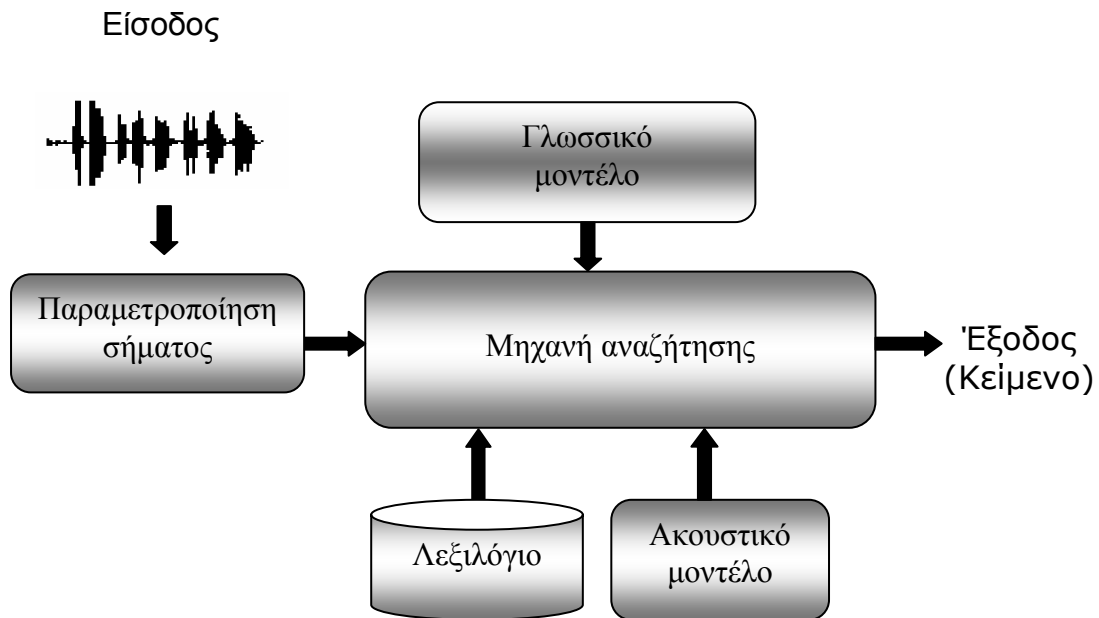 Είσοδος
Γλωσσικό
μοντέλο
Παραμετροποίηση
σήματος
Μηχανή αναζήτησης
Έξοδος
(Κείμενο)
Λεξιλόγιο
Ακουστικό
μοντέλο